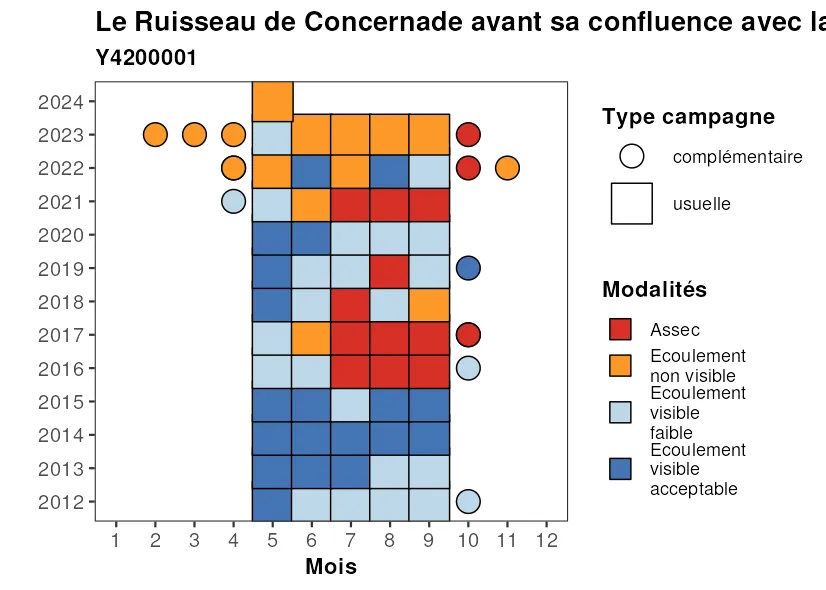 Le Ruisseau de Concernade avant sa confluence avec la
Y4200001
2024
2023
2022
2021
2020
2019
2018
2017
2016
2015
2014
2013
2012
1 2 3 4 5 6 7 8 9 10 11 12
Mois
Type campagne
complémentaire
usuelle
Modalités
Assec
Ecoulement
non visible
Ecoulement
visible
faible
Ecoulement
visible
acceptable